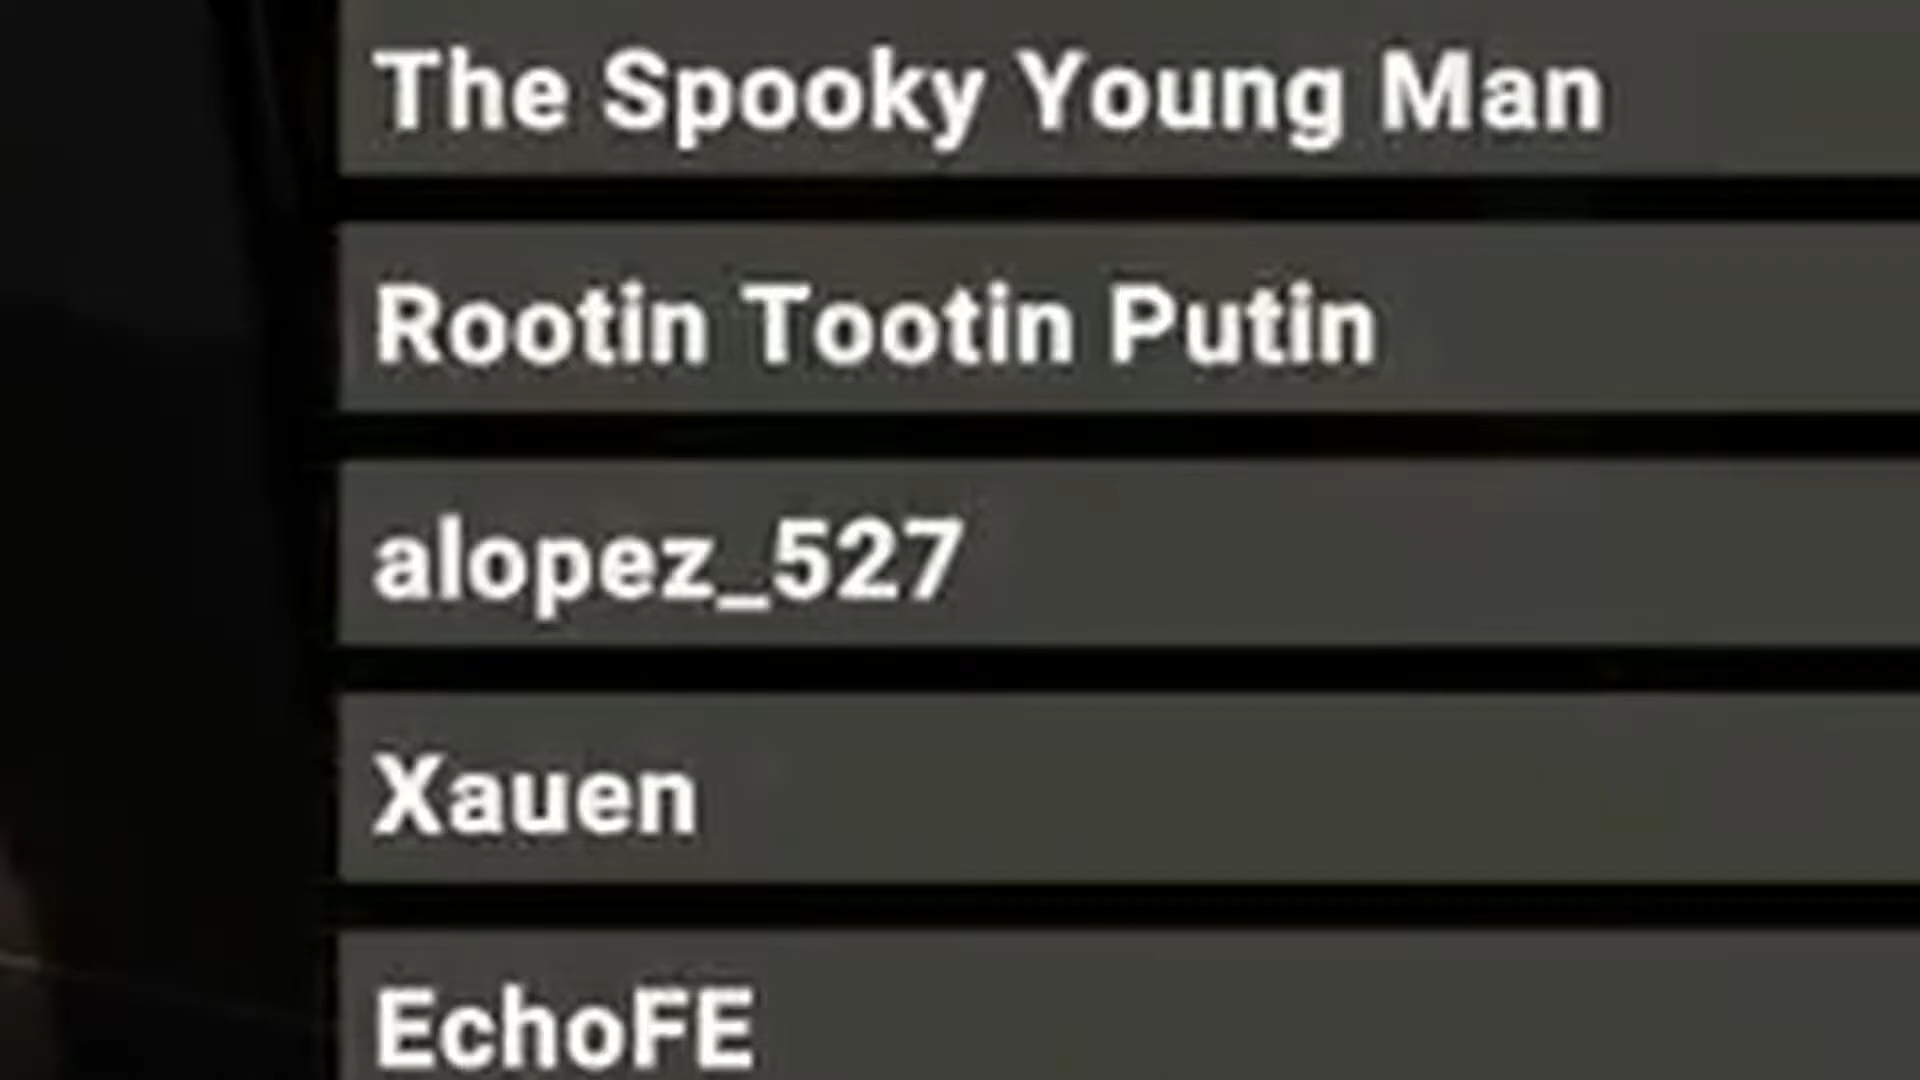 The Spooky Young Man
Rootin Tootin Putin
alopez_527
Xauen
EchoFE